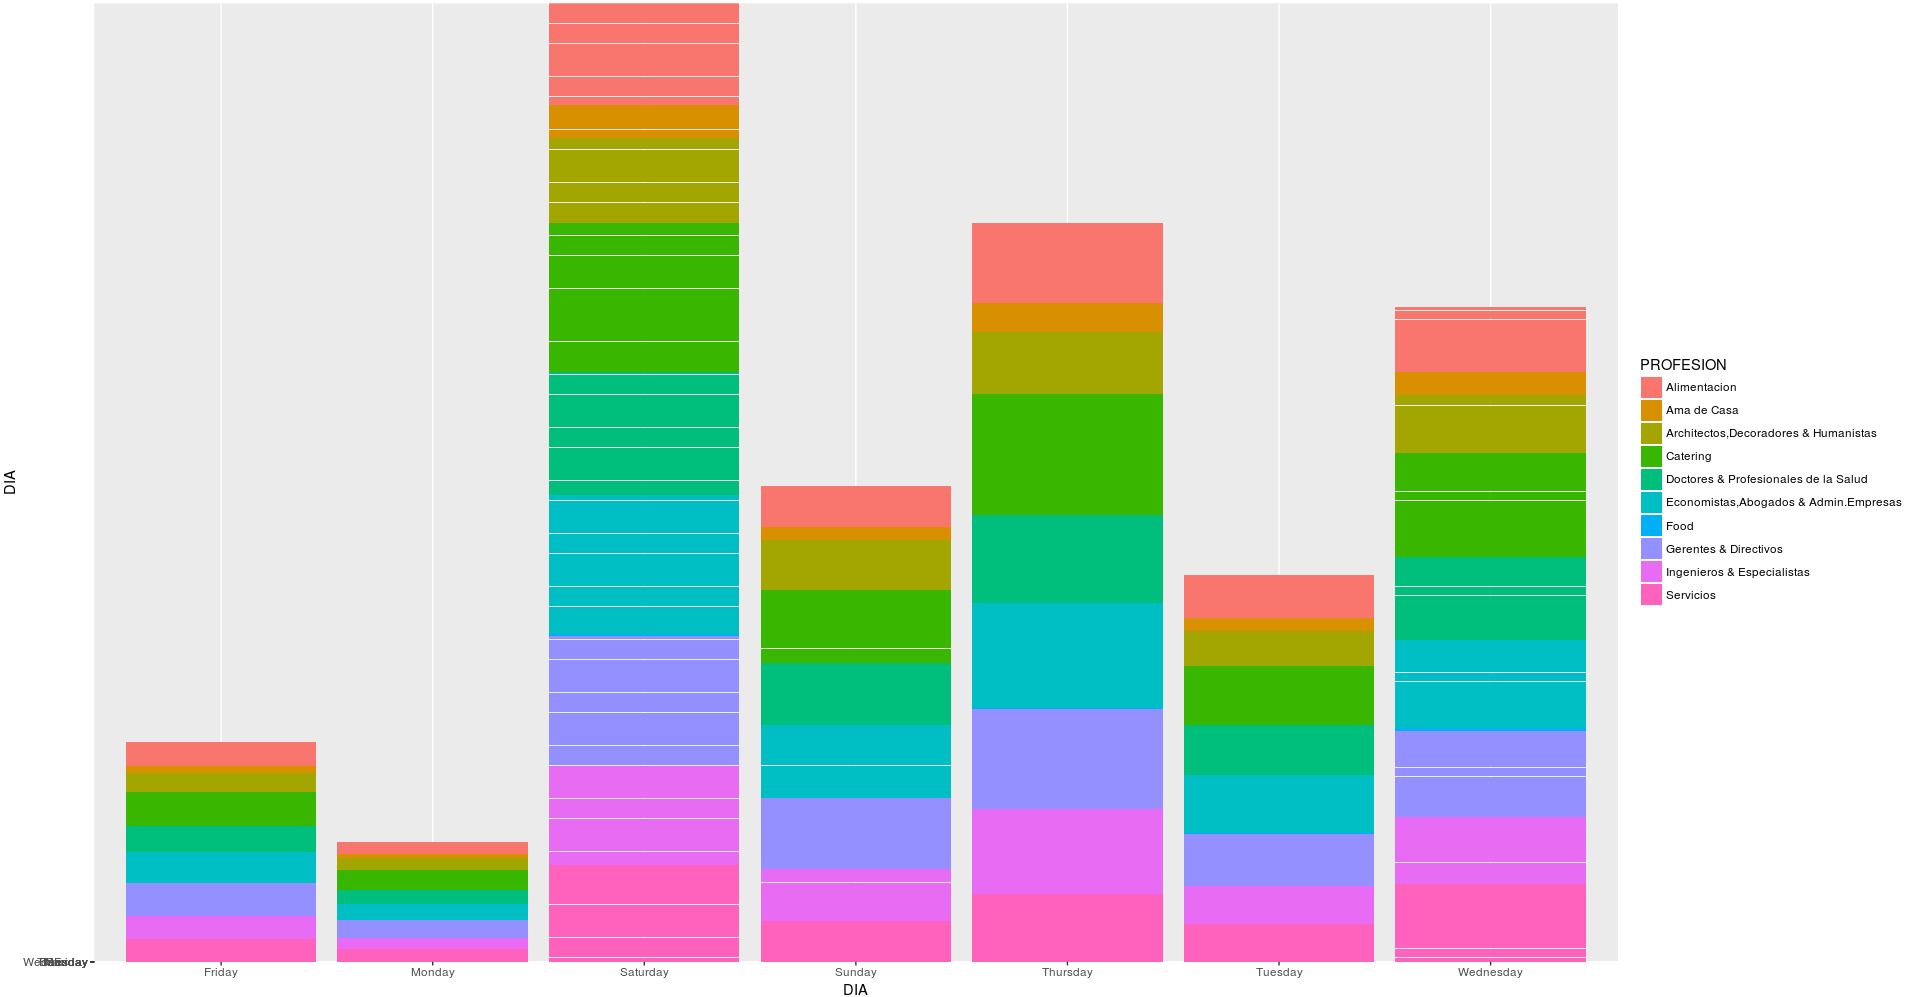 DIA
Friday
Monday
Saturday
Sunday
Thursday
Tuesday
Wednesday
DIA
PROFESION
Alimentacion
Ama de Casa
Architectos,Decoradores & Humanistas
Catering
Doctores & Profesionales de la Salud
Economistas,Abogados & Admin.Empresas
Food
Gerentes & Directivos
Ingenieros & Especialistas
Servicios